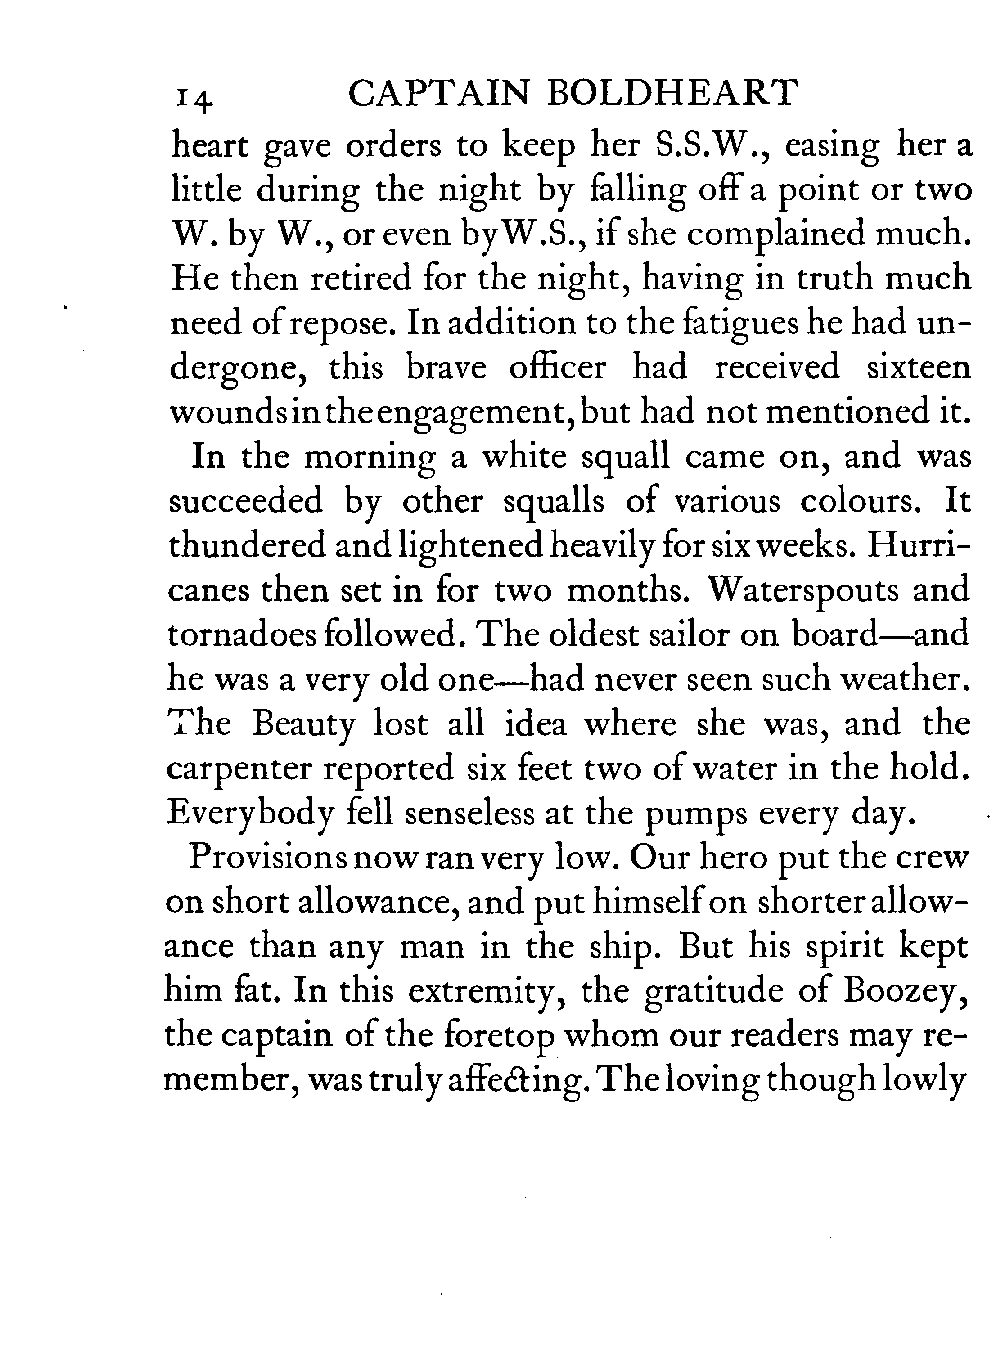 14 CAPTAIN BOLDHEART
heart gave orders to keep her S.S.W., easing her a
little during the night by falling off a point or two
W. by W., or even by W.S., if she complained much.
He then retired for the night, having in truth much
need of repose. In addition to the fatigues he had un-
dergone, this brave officer had received sixteen
wounds in the engagement, but had not mentioned it.
In the morning a white squall came on, and was
succeeded by other squalls of various colours. It
thundered and lightened heavily for six weeks. Hurri-
canes then set in for two months. Waterspouts and
tornadoes followed. The oldest sailor on board—and
he was a very old one—had never seen such weather.
The Beauty lost all idea where she was, and the
carpenter reported six feet two of water in the hold.
Everybody fell senseless at the pumps every day.
Provisions now ran very low. Our hero put the crew
on short allowance, and put himself on shorter allow-
ance than any man in the ship. But his spirit kept
him fat. In this extremity, the gratitude of Boozey,
the captain of the foretop whom our readers may re-
member, was truly affecting. The loving though lowly